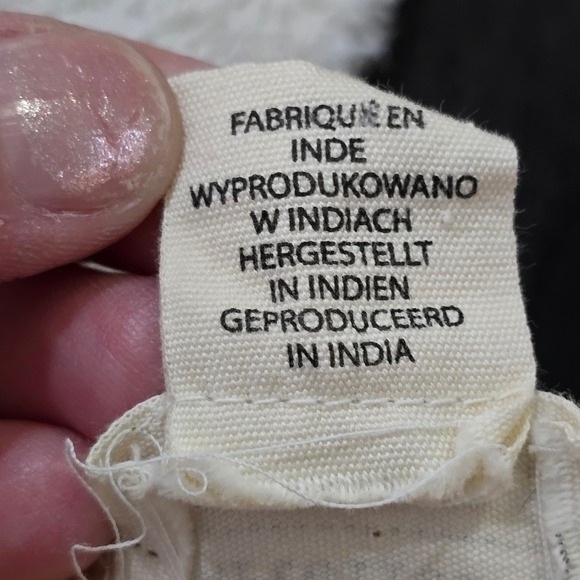 FABRIQUÉ EN
INDE
WYPRODUKOWANO
W INDIACH
HERGESTELLT
IN INDIEN
GEPRODUCEERD
IN INDIA